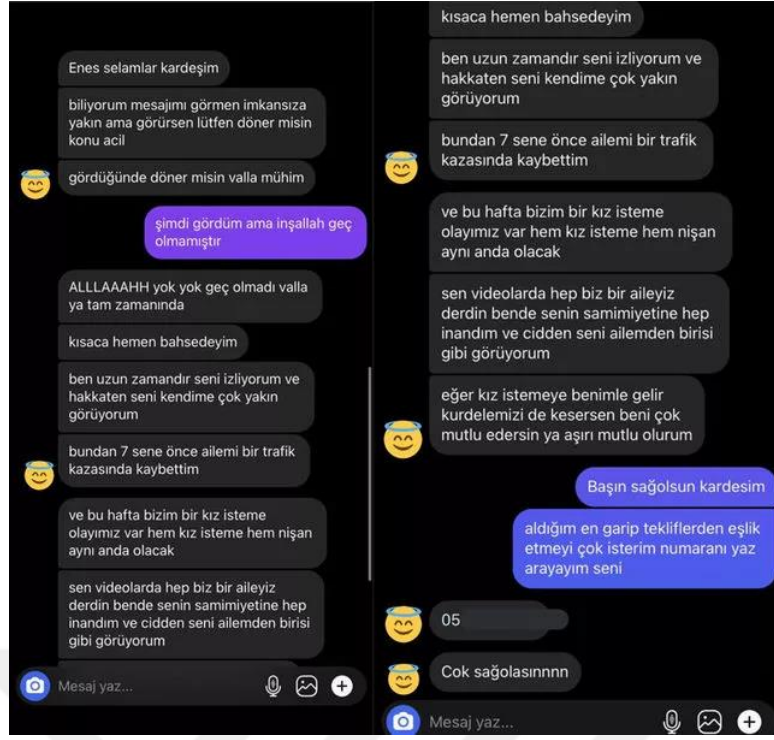 Enes selamlar kardeşim
biliyorum mesajımı görmen imkansıza
yakın ama görürsen lütfen döner misin
konu acil
gördüğünde döner misin valla mühim
şimdi gördüm ama inşallah geç
olmamıştır
ALLLAAAHH yok yok geç olmadı valla
ya tam zamanında
kısaca hemen bahsedeyim
ben uzun zamandır seni izliyorum ve
hakkaten seni kendime çok yakın
görüyorum
bundan 7 sene önce ailemi bir trafik
kazasında kaybettim
ve bu hafta bizim bir kız isteme
olayımız var hem kız isteme hem nişan
aynı anda olacak
sen videolarda hep biz bir aileyiz
derdin bende senin samimiyetine hep
inandım ve cidden seni ailemden birisi
gibi görüyorum
Mesaj yaz...
kısaca hemen bahsedeyim
ben uzun zamandır seni izliyorum ve
hakkaten seni kendime çok yakın
görüyorum
bundan 7 sene önce ailemi bir trafik
kazasında kaybettim
ve bu hafta bizim bir kız isteme
olayımız var hem kız isteme hem nişan
aynı anda olacak
sen videolarda hep biz bir aileyiz
derdin bende senin samimiyetine hep
inandım ve cidden seni ailemden birisi
gibi görüyorum
eğer kız istemeye benimle gelir
kurdelemizi de kesersen beni çok
mutlu edersin ya aşırı mutlu olurum
Başın sağolsun kardesim
aldığım en garip tekliflerden eşlik
etmeyi çok isterim numaranı yaz
arayayım seni
05
Cok sağolasınnnn
Mesaj yaz...